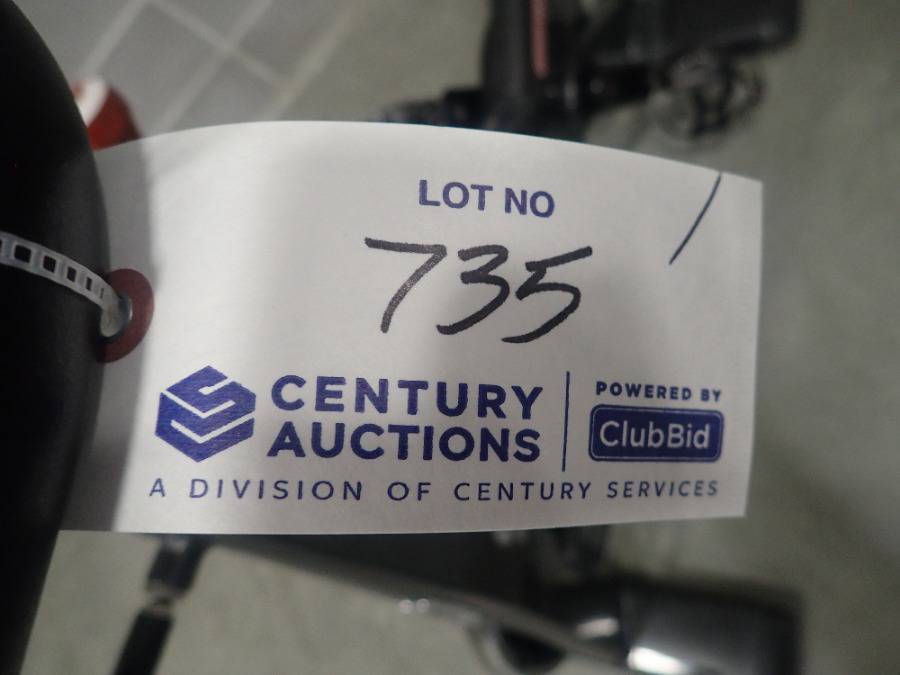 LOT NO
735
CENTURY
AUCTIONS
POWERED BY
ClubBid
A DIVISION OF CENTURY SERVICES